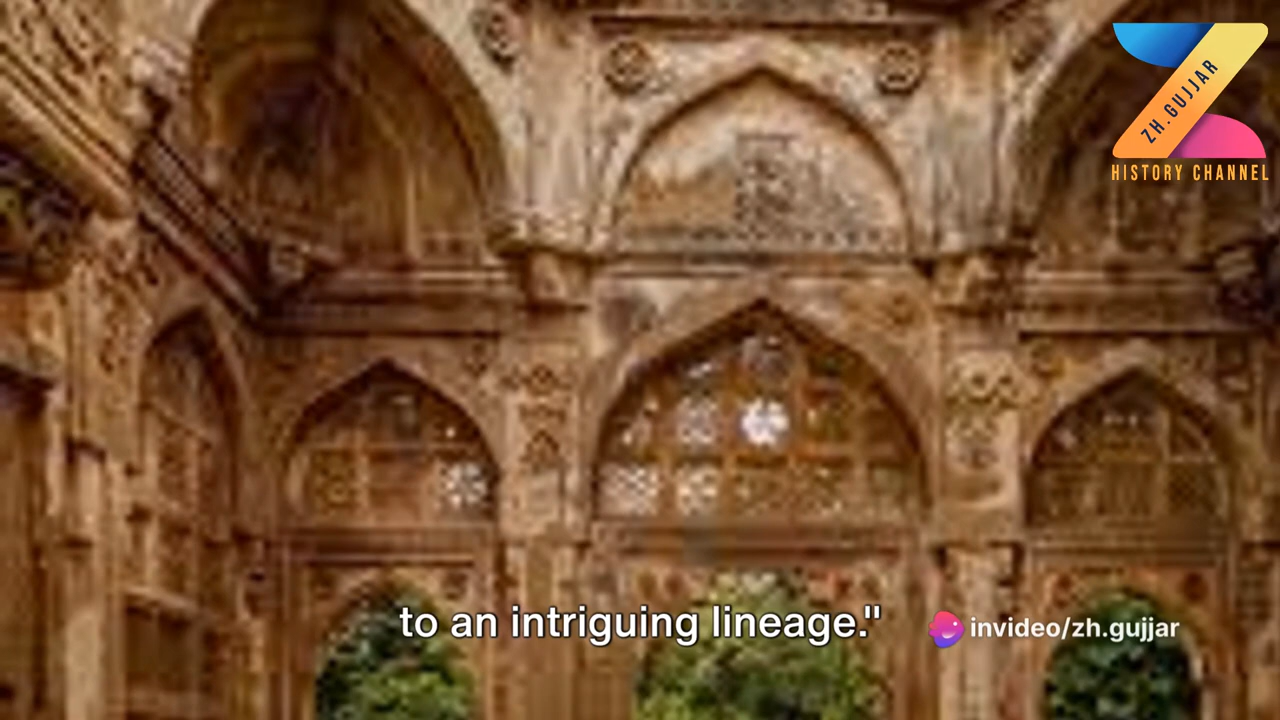 ZH.GUJJAR
HISTORY CHANNEL
to an intriguing lineage."
invideo/zh.gujjar